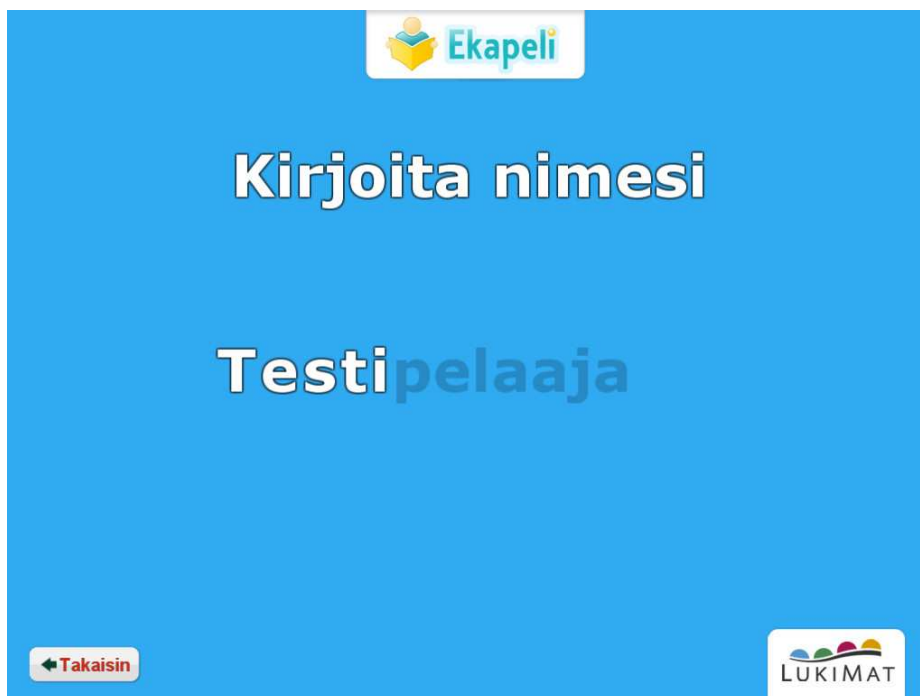 Ekapeli
Kirjoita nimesi
Testipelaaja
Takaisin
LUKIMAT